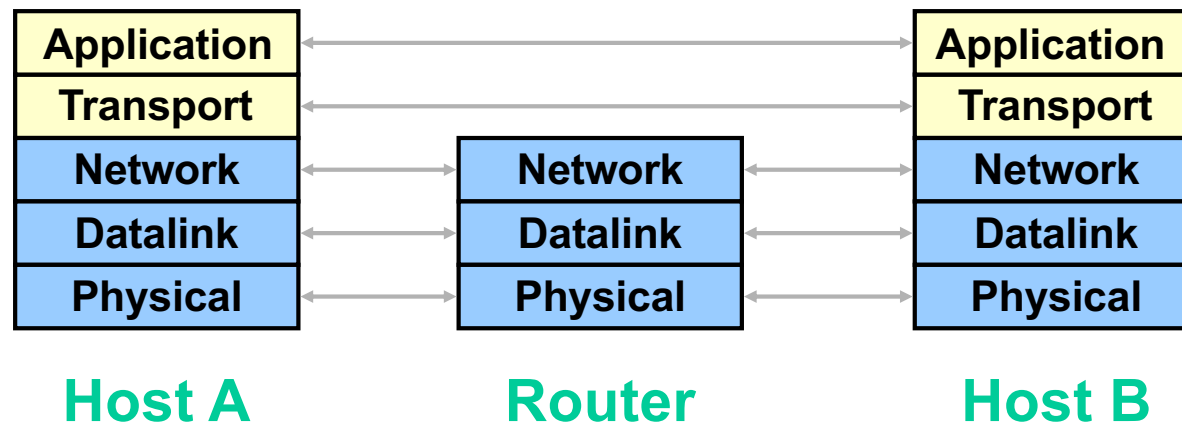 Application Application
Transport Transport
Network Network Network
Datalink Datalink Datalink
Physical Physical Physical
Host A Router Host B